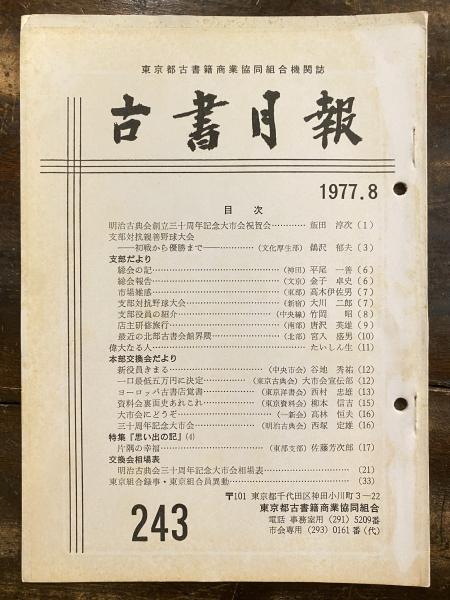 東京都古書籍商業協同組合機関誌
古書月報
1977.8
目次
明治古典会創立三十周年記念大市会祝賀会…………飯田 淳次(1)
支部対抗親善野球大会
――初戦から優勝まで――…………(文化厚生部) 鵜沢 郁夫(3)
支部だより
総会の記…………(神田) 平尾 一善(6)
総会報告…………(文京) 金子 卓史(6)
市場雑感…………(東部) 高木伊佐男(7)
支部対抗野球大会…………(新宿) 大川 二郎(7)
支部役員の紹介…………(中央線) 竹岡 昭(8)
店主研修旅行…………(南部) 唐沢 英雄(9)
最近の北部古書会館界隈…………(北部) 宮入 盛男(10)
偉大なる人…………たいしん生(11)
本部交換会だより
新役員きまる…………(中央市会) 谷地 秀祐(12)
一口最低五万円に決定…………(東京古典会) 大市会宣伝部(12)
ヨーロッパ古書店覚書…………(東京洋書会) 西村 忠雄(13)
資料会裏面史あれこれ…………(東京資料会) 柳木 信吉(15)
大市会にどうぞ…………(一新会) 高林 恒夫(16)
三十周年記念大市会…………(明治古典会) 西塚 定雄(16)
特集『思い出の記』(4)
片隅の幸福…………(東部支部) 佐藤芳次郎(17)
交換会相場表
明治古典会三十周年記念大市会相場表…………(21)
東京組合録事・東京組合員異動…………(33)
〒101 東京都千代田区神田小川町3―22
東京都古書籍商業協同組合
電話 事務室用(291)5209番
市会専用(293)0161番(代)
243